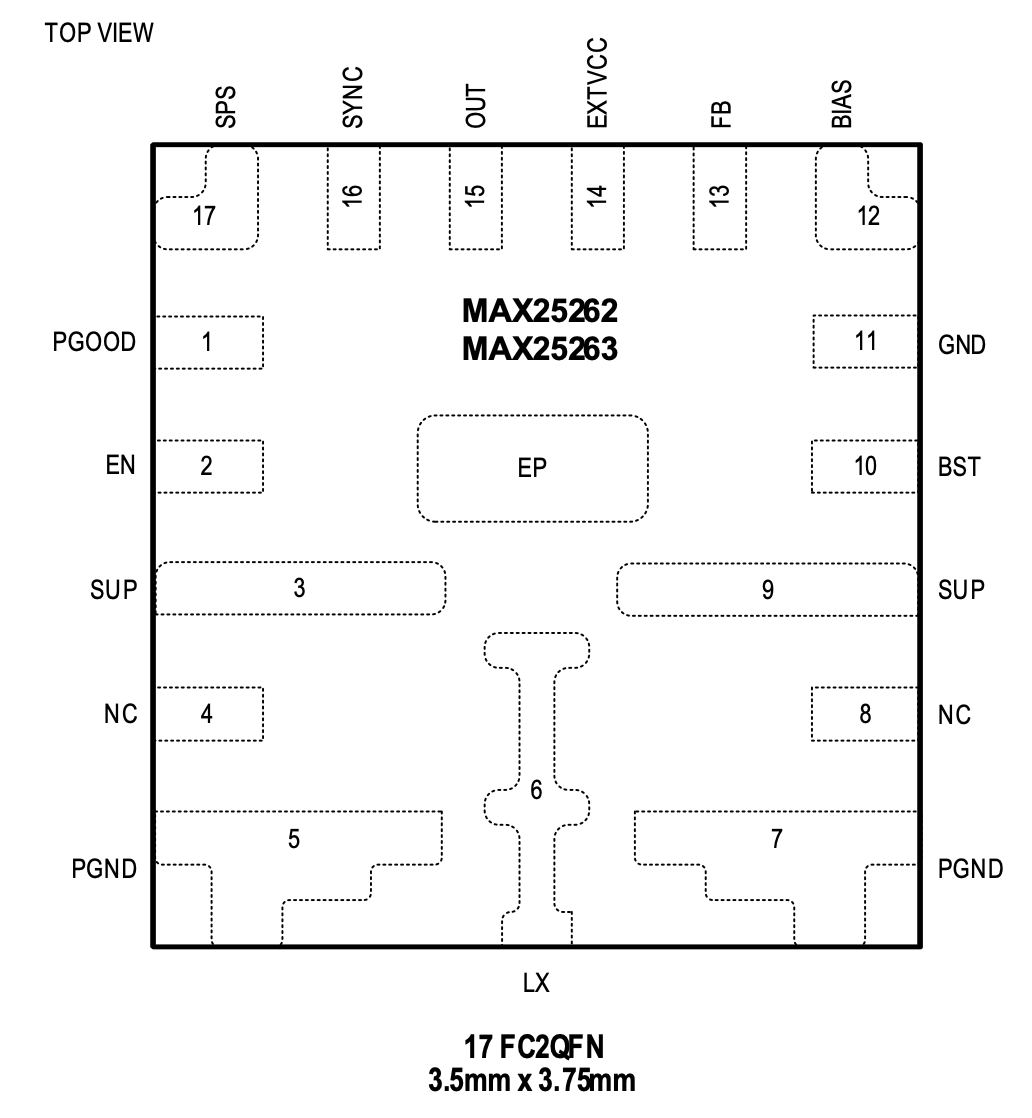 TOP VIEW
SPS
SYNC
OUT
EXTVCC
FB
BIAS
17
16
15
14
13
12
MAX25262
MAX25263
PGOOD
1
11
GND
EN
2
EP
10
BST
SUP
3
9
SUP
NC
4
8
NC
6
5
7
PGND
PGND
LX
17 FC2QFN
3.5mm x 3.75mm